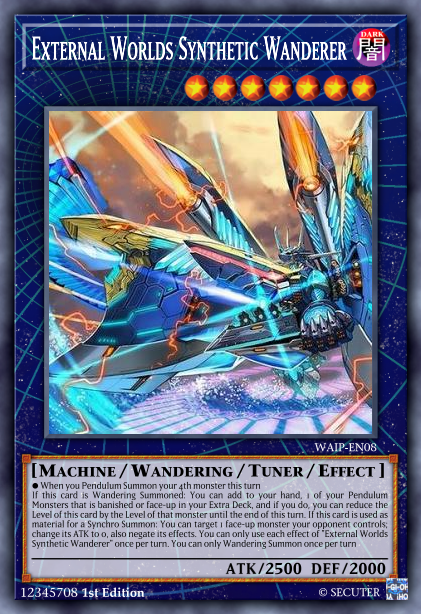 External Worlds Synthetic Wanderer
DARK
闇
WAIP-EN08
[Machine / Wandering / Tuner / Effect]
● When you Pendulum Summon your 4th monster this turn
If this card is Wandering Summoned: You can add to your hand, 1 of your Pendulum
Monsters that is banished or face-up in your Extra Deck, and if you do, you can reduce the
Level of this card by the Level of that monster until the end of this turn. If this card is used as
material for a Synchro Summon: You can target 1 face-up monster your opponent controls;
change its ATK to 0, also negate its effects. You can only use each effect of "External Worlds
Synthetic Wanderer" once per turn. You can only Wandering Summon once per turn
ATK/2500 DEF/2000
12345708 1st Edition
© SECUTER